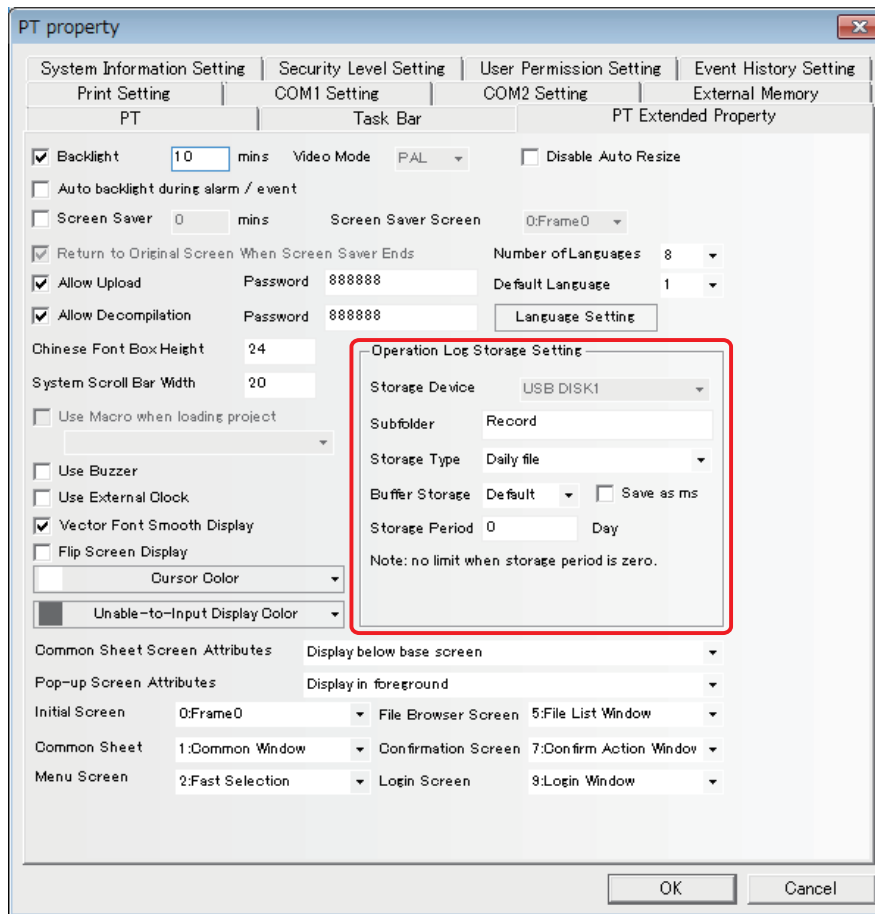 PT property
System Information Setting Security Level Setting User Permission Setting Event History Setting
Print Setting COM1 Setting COM2 Setting External Memory
PT Task Bar PT Extended Property
Backlight 10 mins Video Mode PAL Disable Auto Resize
Auto backlight during alarm / event
Screen Saver 0 mins Screen Saver Screen 0:Frame0
Return to Original Screen When Screen Saver Ends Number of Languages 8
Allow Upload Password 888888 Default Language 1
Allow Decompilation Password 888888 Language Setting
Chinese Font Box Height 24
System Scroll Bar Width 20
Use Macro when loading project
Use Buzzer
Use External Clock
Vector Font Smooth Display
Flip Screen Display
Cursor Color
Unable-to-Input Display Color
Operation Log Storage Setting
Storage Device USB DISK1
Subfolder Record
Storage Type Daily file
Buffer Storage Default Save as ms
Storage Period 0 Day
Note: no limit when storage period is zero.
Common Sheet Screen Attributes Display below base screen
Pop-up Screen Attributes Display in foreground
Initial Screen 0:Frame0 File Browser Screen 5:File List Window
Common Sheet 1:Common Window Confirmation Screen 7:Confirm Action Windov
Menu Screen 2:Fast Selection Login Screen 9:Login Window
OK Cancel